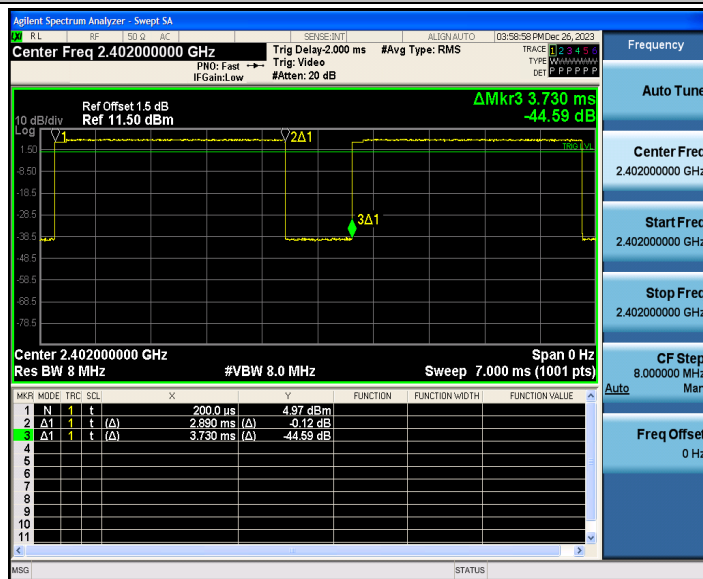 Agilent Spectrum Analyzer - Swept SA
RL RF 50 Ω AC SENSE:INT ALIGNAUTO 03:58:58 PM Dec 26, 2023
Center Freq 2.402000000 GHz
PNO: Fast
IFGain:Low
Trig Delay-2.000 ms
Trig: Video
#Atten: 20 dB
#Avg Type: RMS
TRACE 1 2 3 4 5 6
TYPE W
DET P P P P P P
Ref Offset 1.5 dB
Ref 11.50 dBm
10 dB/div
Log
ΔMkr3 3.730 ms
-44.59 dB
1
2Δ1
TRIG LVL
3Δ1
1.50
-8.50
-18.5
-28.5
-38.5
-48.5
-58.5
-68.5
-78.5
Center 2.402000000 GHz
Span 0 Hz
Res BW 8 MHz
#VBW 8.0 MHz
Sweep 7.000 ms (1001 pts)
MKR MODE TRC SCL X Y FUNCTION FUNCTION WIDTH FUNCTION VALUE
1 N 1 t 200.0 µs 4.97 dBm
2 Δ1 1 t (Δ) 2.890 ms (Δ) -0.12 dB
3 Δ1 1 t (Δ) 3.730 ms (Δ) -44.59 dB
4
5
6
7
8
9
10
11
MSG
STATUS
Frequency
Auto Tune
Center Freq
2.402000000 GHz
Start Freq
2.402000000 GHz
Stop Freq
2.402000000 GHz
CF Step
8.000000 MHz
Auto Man
Freq Offset
0 Hz